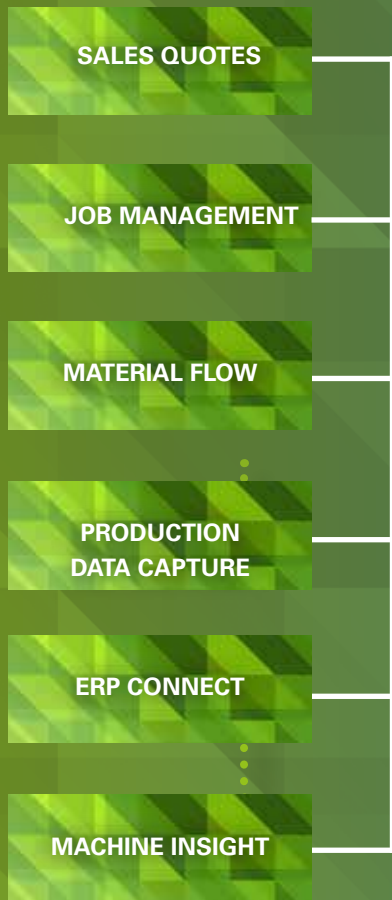 SALES QUOTES
JOB MANAGEMENT
MATERIAL FLOW
PRODUCTION
DATA CAPTURE
ERP CONNECT
MACHINE INSIGHT